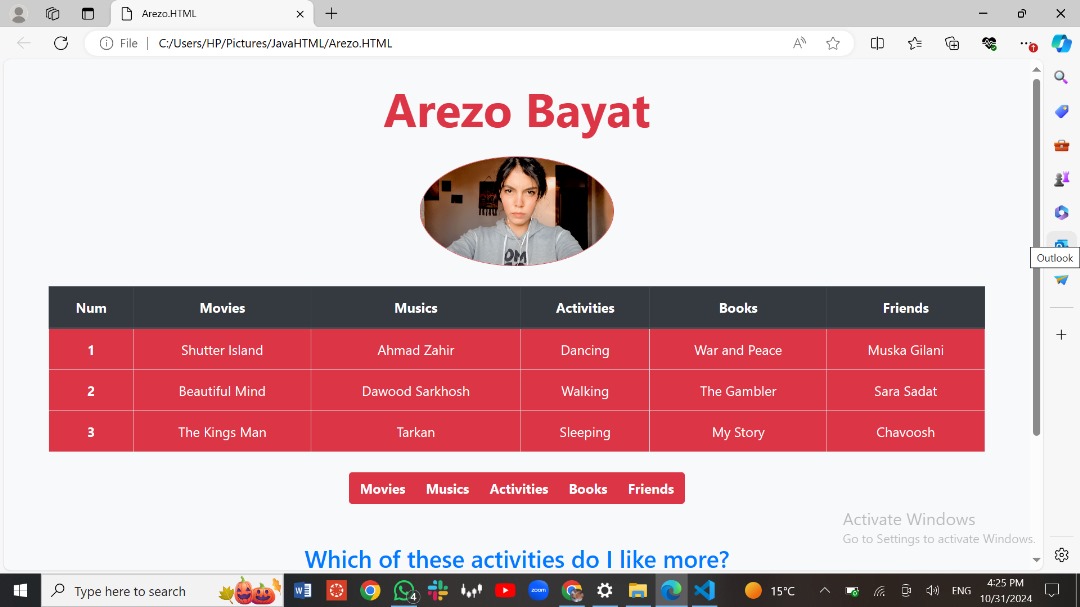 Arezo.HTML
File
C:/Users/HP/Pictures/JavaHTML/Arezo.HTML
Arezo Bayat
Outlook
Num Movies Musics Activities Books Friends
1 Shutter Island Ahmad Zahir Dancing War and Peace Muska Gilani
2 Beautiful Mind Dawood Sarkhosh Walking The Gambler Sara Sadat
3 The Kings Man Tarkan Sleeping My Story Chavoosh
Movies Musics Activities Books Friends
Activate Windows
Go to Settings to activate Windows.
Which of these activities do I like more?
Type here to search
zoom
4
15°C
ENG
4:25 PM
10/31/2024